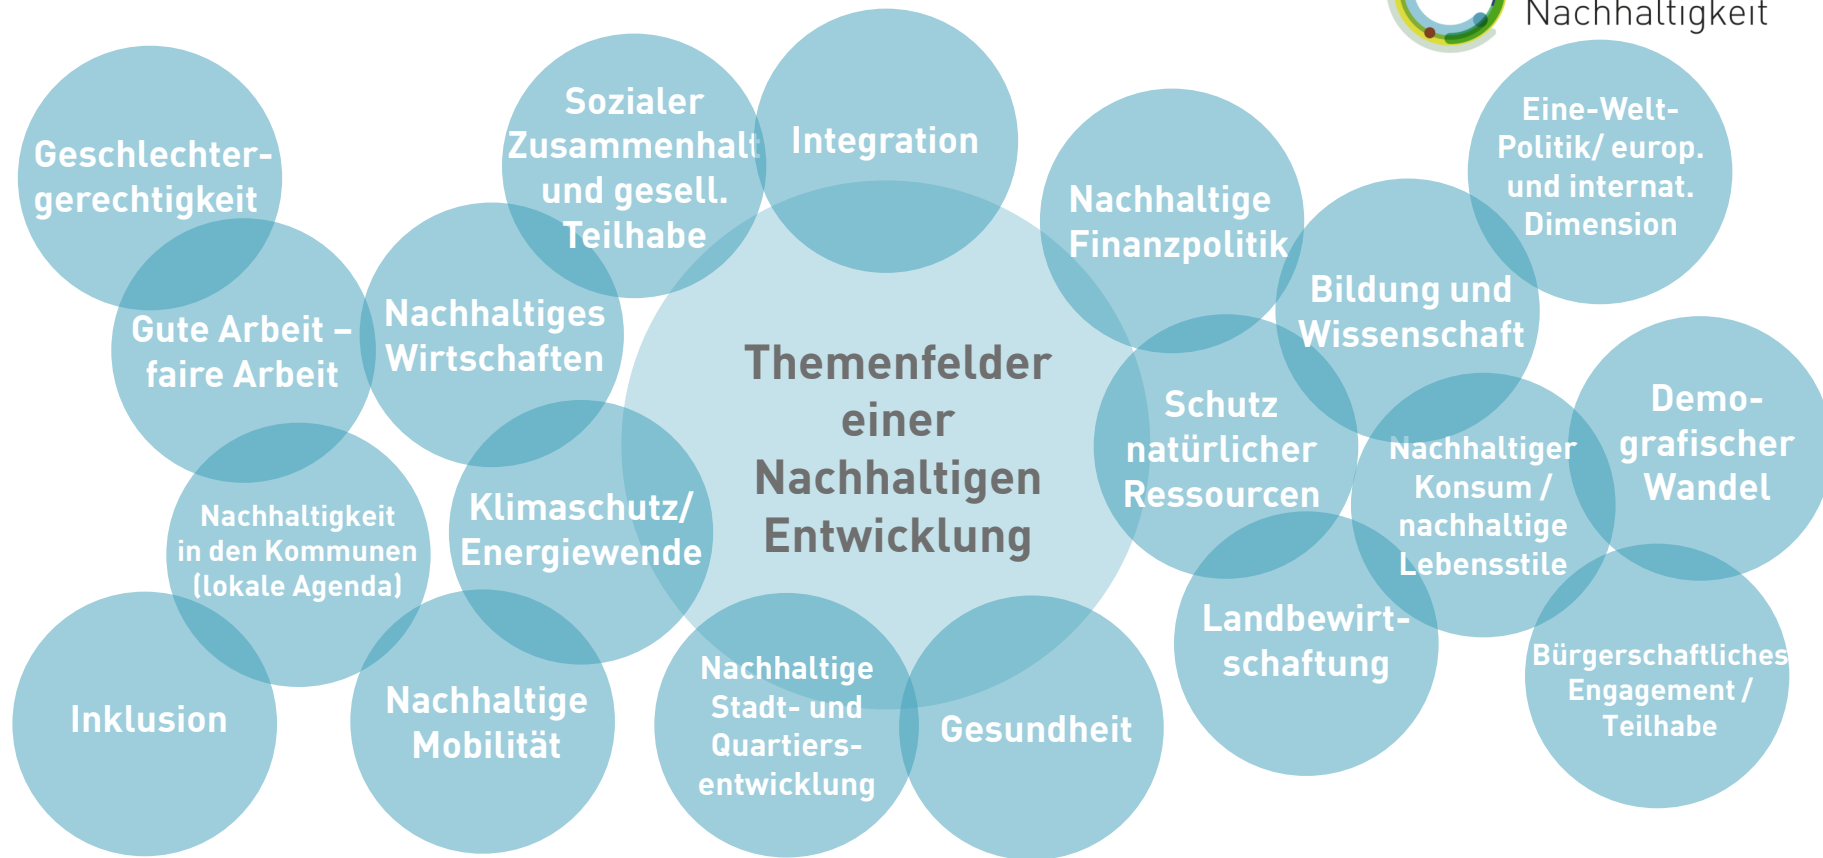 Nachhaltigkeit
Geschlechter-
gerechtigkeit
Sozialer
Zusammenhalt
und gesell.
Teilhabe
Integration
Nachhaltige
Finanzpolitik
Eine-Welt-
Politik/ europ.
und internat.
Dimension
Gute Arbeit –
faire Arbeit
Nachhaltiges
Wirtschaften
Bildung und
Wissenschaft
Themenfelder
einer
Nachhaltigen
Entwicklung
Schutz
natürlicher
Ressourcen
Nachhaltiger
Konsum /
nachhaltige
Lebensstile
Demo-
grafischer
Wandel
Nachhaltigkeit
in den Kommunen
(lokale Agenda)
Klimaschutz/
Energiewende
Landbewirt-
schaftung
Bürgerschaftliches
Engagement /
Teilhabe
Inklusion
Nachhaltige
Mobilität
Nachhaltige
Stadt- und
Quartiers-
entwicklung
Gesundheit